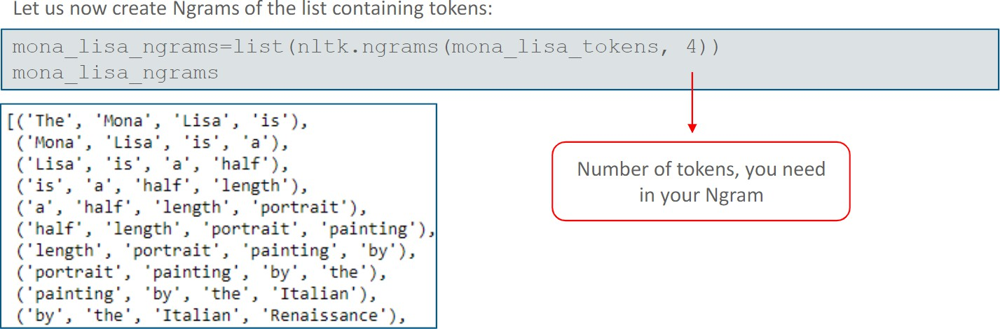 Let us now create Ngrams of the list containing tokens:
mona_lisa_ngrams=list(nltk.ngrams(mona_lisa_tokens, 4))
mona_lisa_ngrams
[('The', 'Mona', 'Lisa', 'is'),
('Mona', 'Lisa', 'is', 'a'),
('Lisa', 'is', 'a', 'half'),
('is', 'a', 'half', 'length'),
('a', 'half', 'length', 'portrait'),
('half', 'length', 'portrait', 'painting'),
('length', 'portrait', 'painting', 'by'),
('portrait', 'painting', 'by', 'the'),
('painting', 'by', 'the', 'Italian'),
('by', 'the', 'Italian', 'Renaissance'),
Number of tokens, you need
in your Ngram